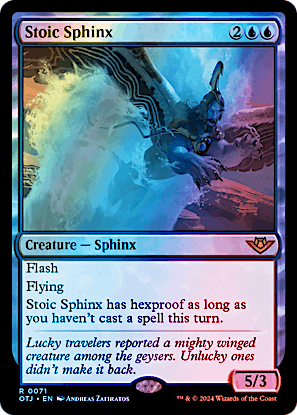 Stoic Sphinx 2
Creature — Sphinx
Flash
Flying
Stoic Sphinx has hexproof as long as
you haven't cast a spell this turn.
Lucky travelers reported a mighty winged
creature among the geysers. Unlucky ones
didn't make it back.
5/3
R 0071
OTJ • EN ANDREAS ZAFIRATOS
™ & © 2024 Wizards of the Coast